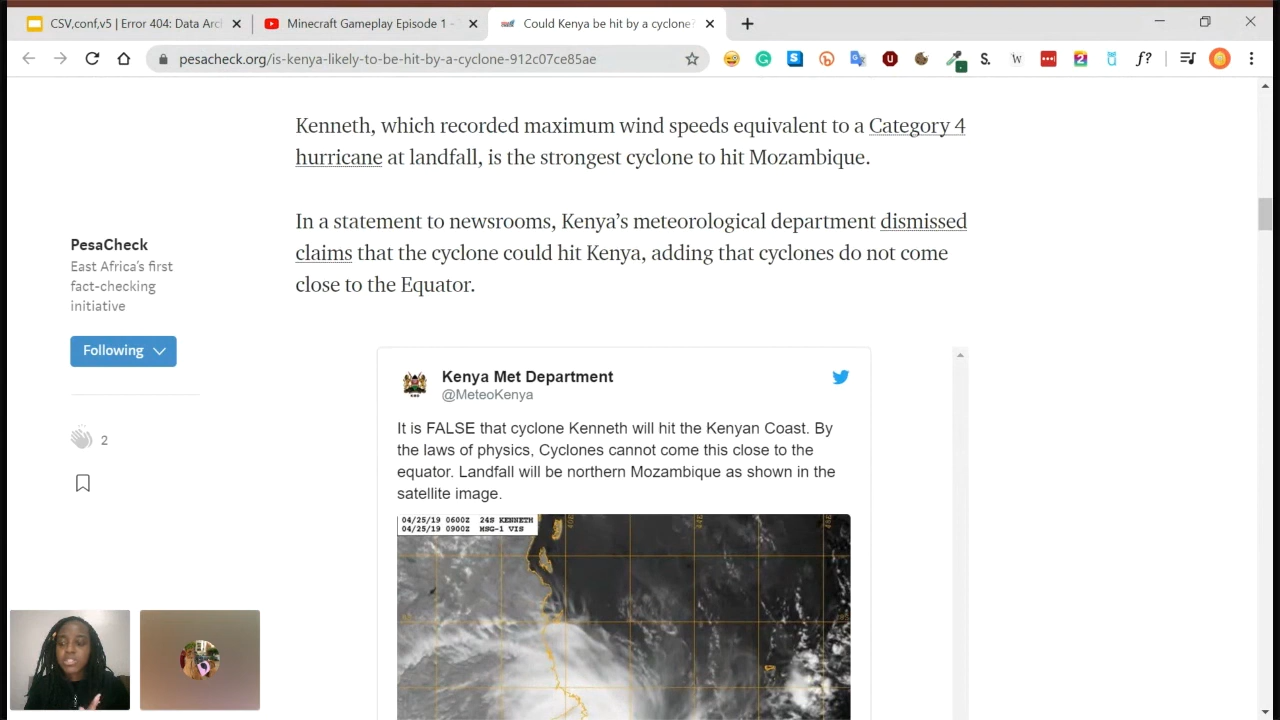 CSV,conf,v5 | Error 404: Data Arc
Minecraft Gameplay Episode 1 -
Could Kenya be hit by a cyclone?
pesacheck.org/is-kenya-likely-to-be-hit-by-a-cyclone-912c07ce85ae
Kenneth, which recorded maximum wind speeds equivalent to a Category 4
hurricane at landfall, is the strongest cyclone to hit Mozambique.
In a statement to newsrooms, Kenya’s meteorological department dismissed
claims that the cyclone could hit Kenya, adding that cyclones do not come
close to the Equator.
PesaCheck
East Africa’s first
fact-checking
initiative
Following
2
Kenya Met Department
@MeteoKenya
It is FALSE that cyclone Kenneth will hit the Kenyan Coast. By
the laws of physics, Cyclones cannot come this close to the
equator. Landfall will be northern Mozambique as shown in the
satellite image.
04/25/19 0600Z 24S KENNETH
04/25/19 0900Z MSG-1 VIS